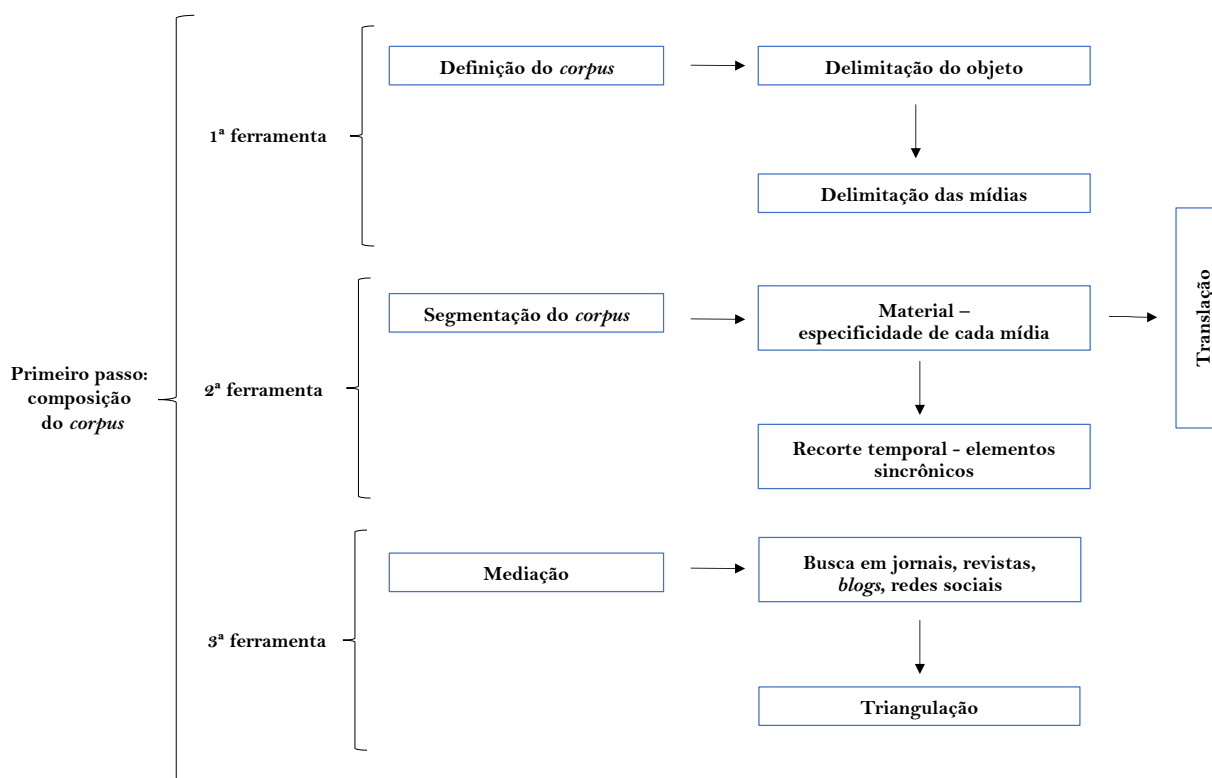 Primeiro passo:
composição
do corpus
1ª ferramenta
Definição do corpus
Delimitação do objeto
Delimitação das mídias
2ª ferramenta
Segmentação do corpus
Material –
especificidade de cada mídia
Translação
Recorte temporal - elementos
sincrônicos
3ª ferramenta
Mediação
Busca em jornais, revistas,
blogs, redes sociais
Triangulação